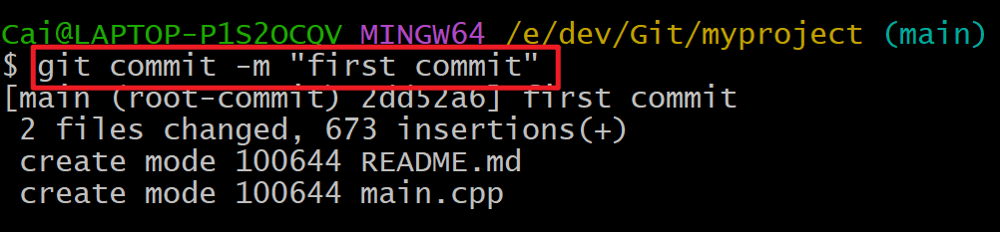 Cai@LAPTOP-P1S2OCQV MINGW64 /e/dev/Git/myproject (main)
$ git commit -m "first commit"
[main (root-commit) 2dd52a6] first commit
 2 files changed, 673 insertions(+)
 create mode 100644 README.md
 create mode 100644 main.cpp